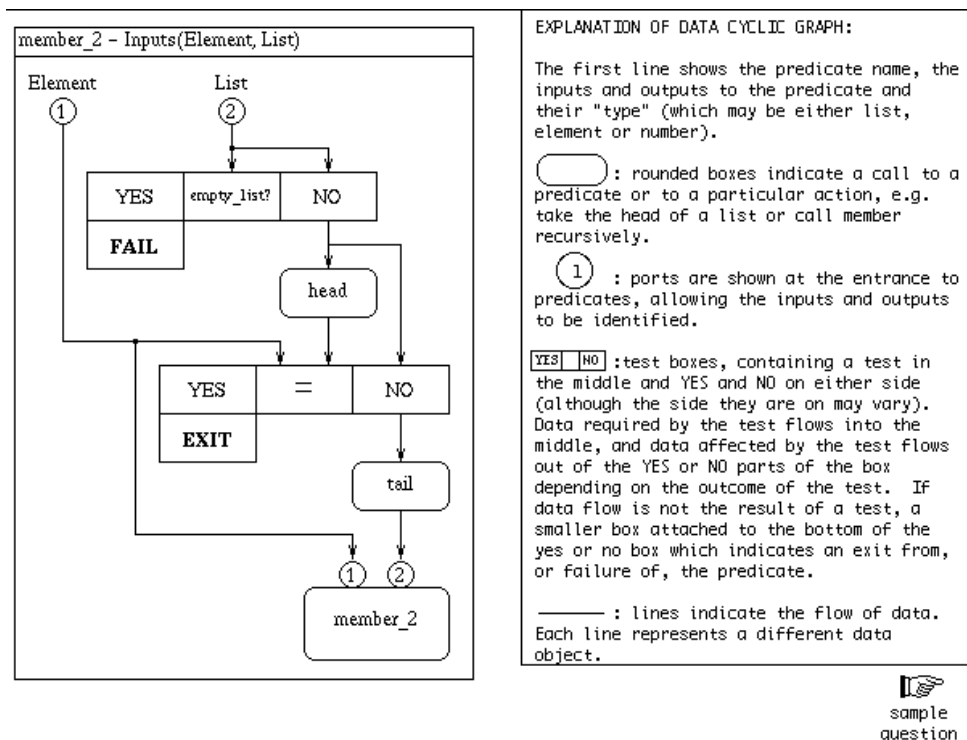 member_2 – Inputs(Element, List)
Element
List
1
2
YES
empty_list?
NO
FAIL
head
YES
=
NO
EXIT
tail
1
2
member_2
EXPLANATION OF DATA CYCLIC GRAPH:
The first line shows the predicate name, the
inputs and outputs to the predicate and
their "type" (which may be either list,
element or number).
: rounded boxes indicate a call to a
predicate or to a particular action, e.g.
take the head of a list or call member
recursively.
1 : ports are shown at the entrance to
predicates, allowing the inputs and outputs
to be identified.
YES NO :test boxes, containing a test in
the middle and YES and NO on either side
(although the side they are on may vary).
Data required by the test flows into the
middle, and data affected by the test flows
out of the YES or NO parts of the box
depending on the outcome of the test. If
data flow is not the result of a test, a
smaller box attached to the bottom of the
yes or no box which indicates an exit from,
or failure of, the predicate.
: lines indicate the flow of data.
Each line represents a different data
object.
sample
question